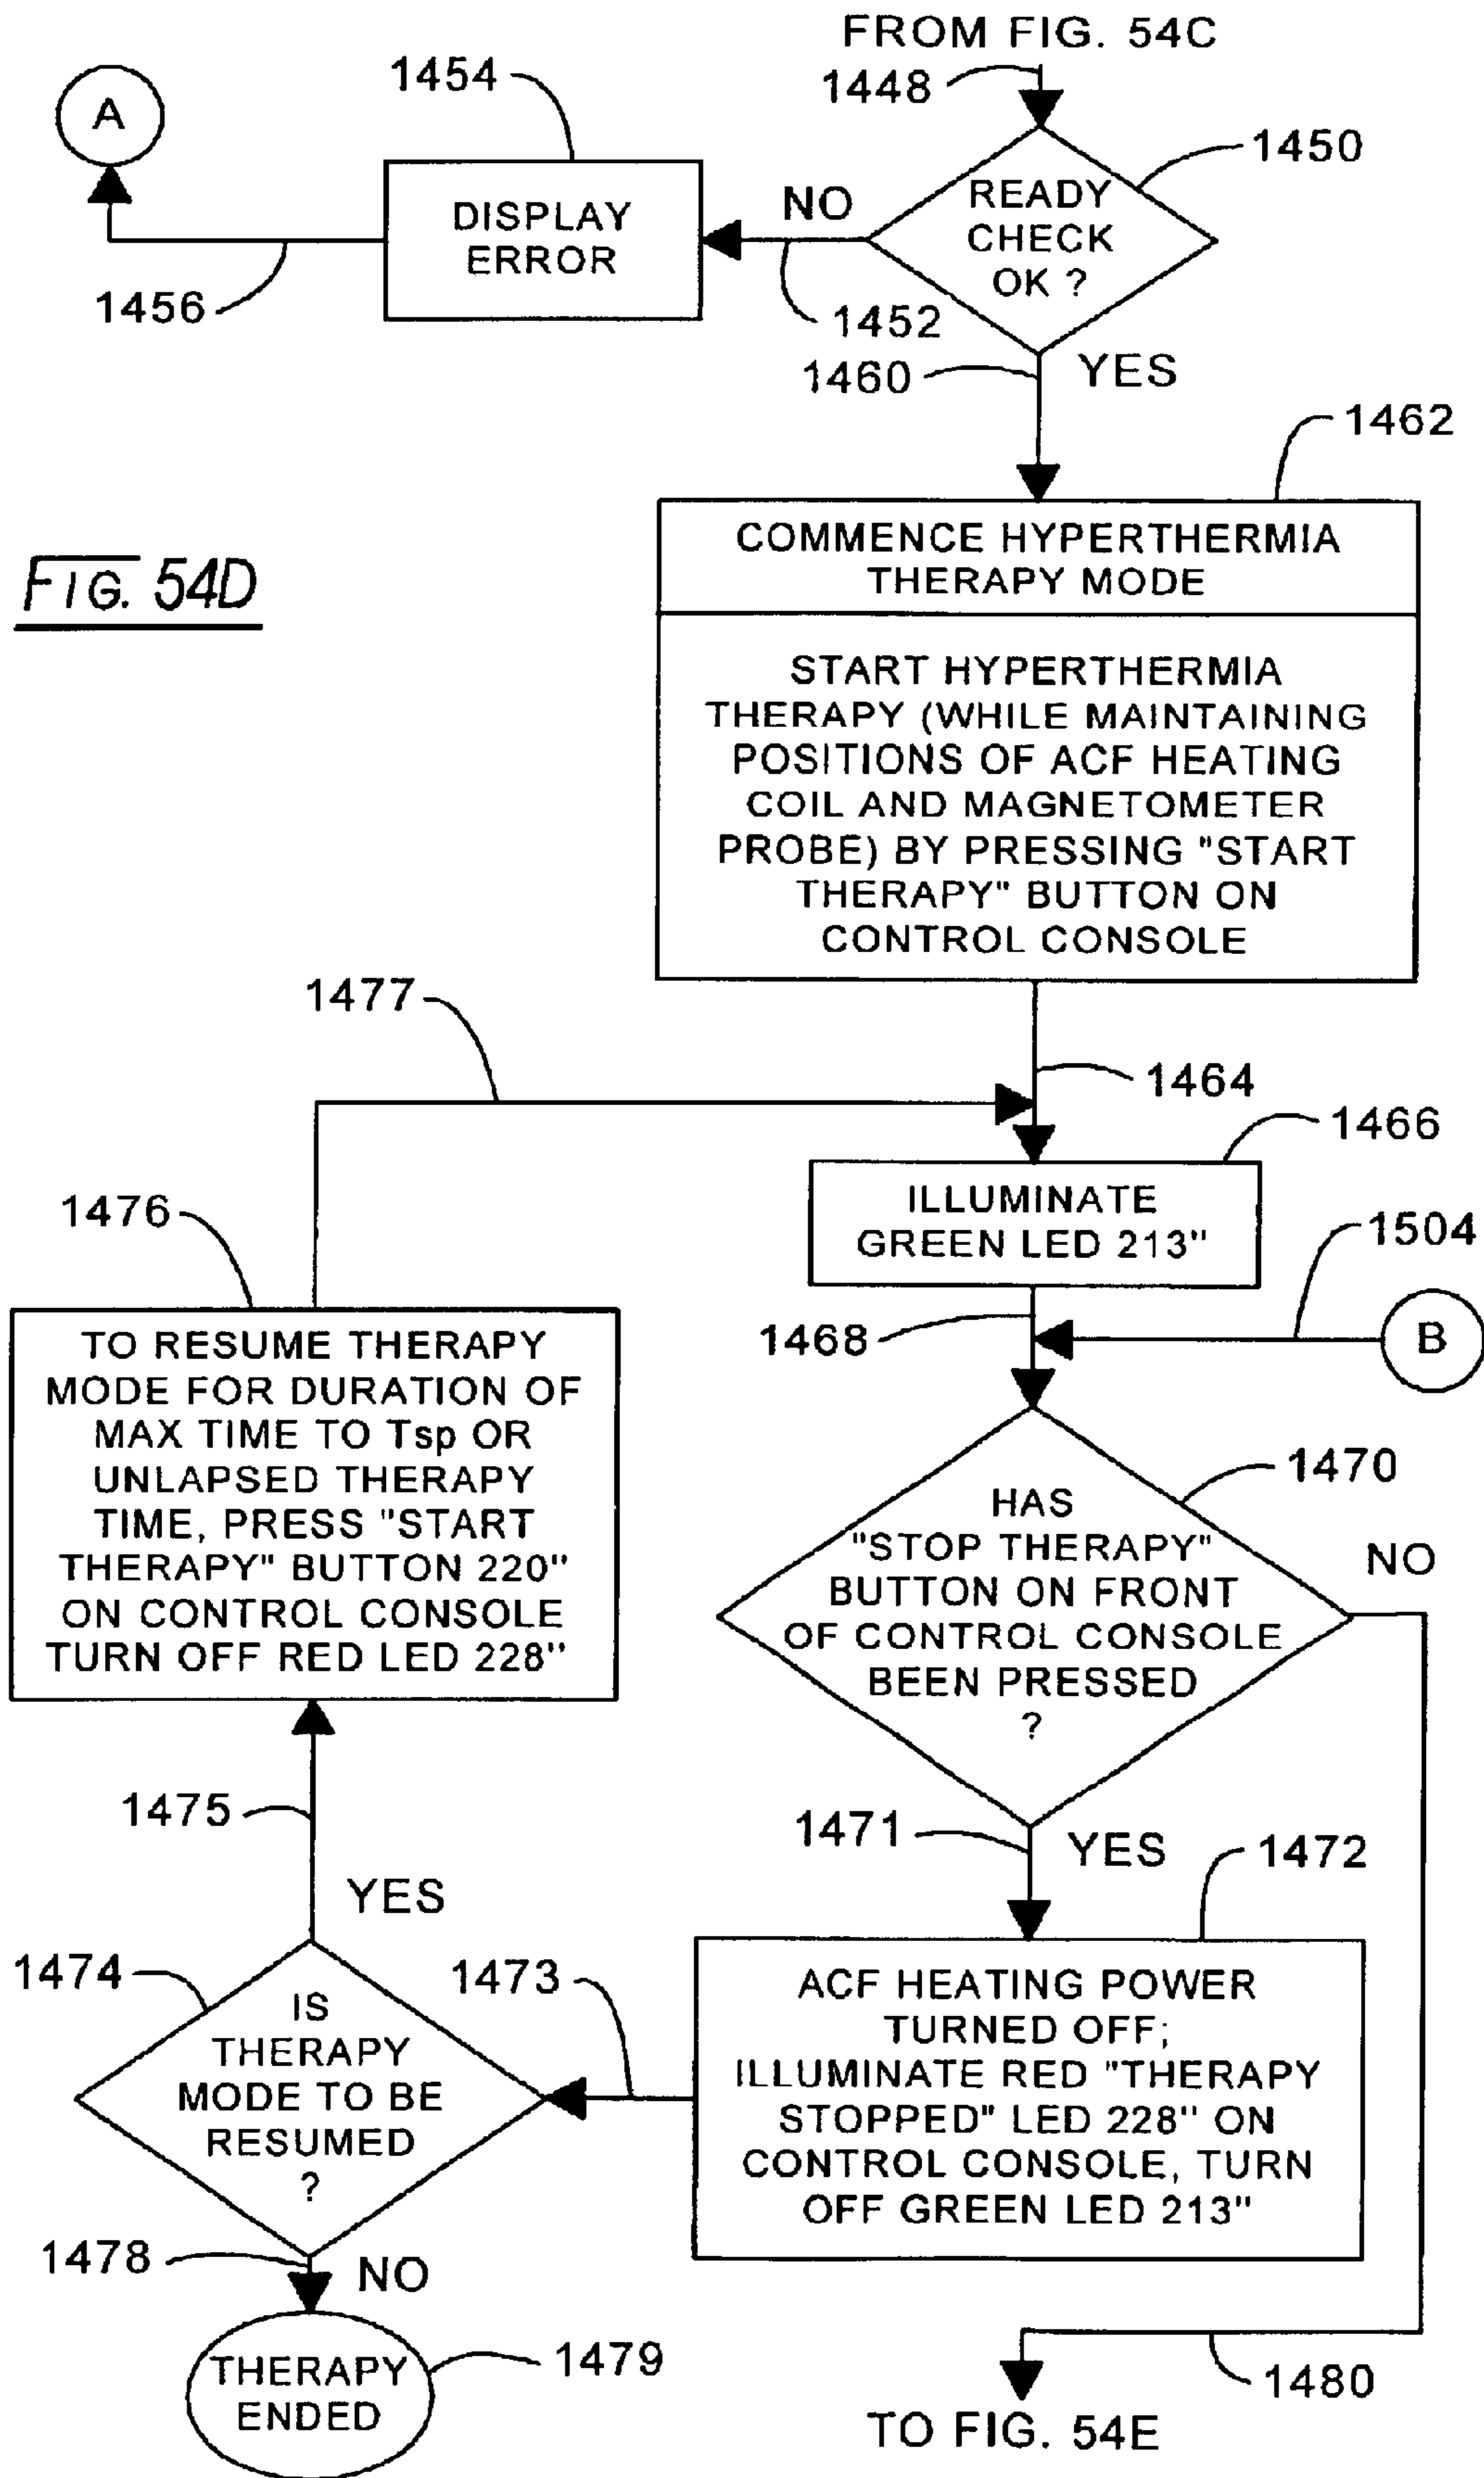 FROM FIG. 54C
1448
A
1454
1450
READY
CHECK
OK ?
NO
DISPLAY
ERROR
1456
1452
1460
YES
1462
COMMENCE HYPERTHERMIA
THERAPY MODE
FIG. 54D
START HYPERTHERMIA
THERAPY (WHILE MAINTAINING
POSITIONS OF ACF HEATING
COIL AND MAGNETOMETER
PROBE) BY PRESSING "START
THERAPY" BUTTON ON
CONTROL CONSOLE
1477
1464
1466
ILLUMINATE
GREEN LED 213"
1476
1504
1468
B
TO RESUME THERAPY
MODE FOR DURATION OF
MAX TIME TO Tsp OR
UNLAPSED THERAPY
TIME, PRESS "START
THERAPY" BUTTON 220"
ON CONTROL CONSOLE
TURN OFF RED LED 228"
1470
HAS
"STOP THERAPY"
BUTTON ON FRONT
OF CONTROL CONSOLE
BEEN PRESSED
?
NO
1475
1471
YES
1472
YES
1474
1473
IS
THERAPY
MODE TO BE
RESUMED
?
ACF HEATING POWER
TURNED OFF;
ILLUMINATE RED "THERAPY
STOPPED" LED 228" ON
CONTROL CONSOLE, TURN
OFF GREEN LED 213"
1478
NO
THERAPY
ENDED
1479
1480
TO FIG. 54E